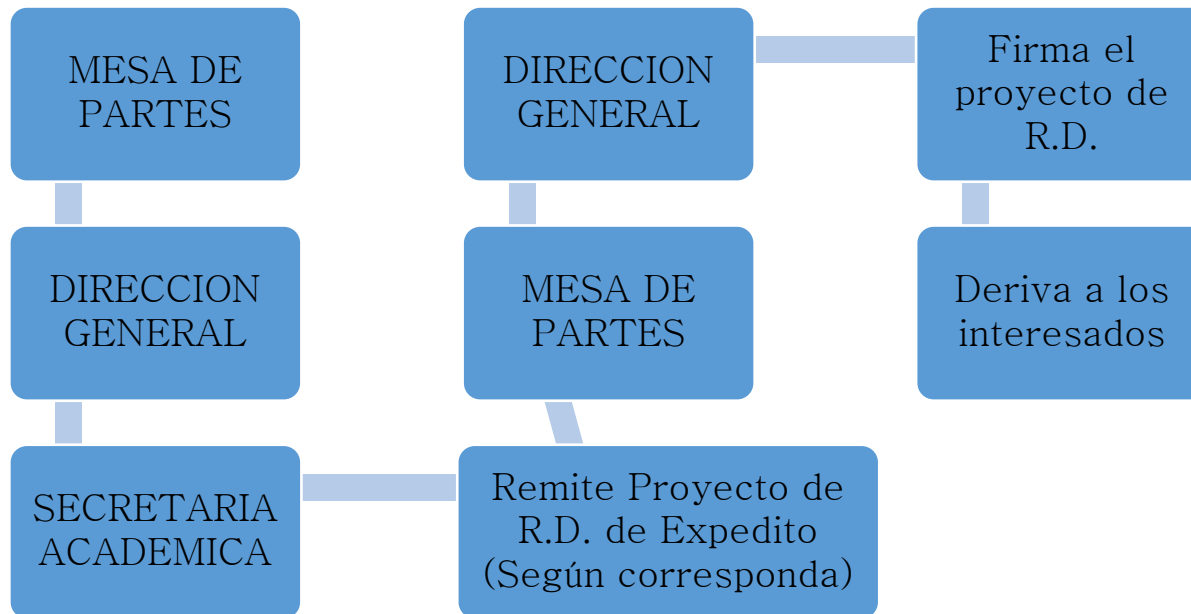 MESA DE
PARTES
DIRECCION
GENERAL
SECRETARIA
ACADEMICA
Remite Proyecto de
R.D. de Expedito
(Según corresponda)
MESA DE
PARTES
DIRECCION
GENERAL
Firma el
proyecto de
R.D.
Deriva a los
interesados